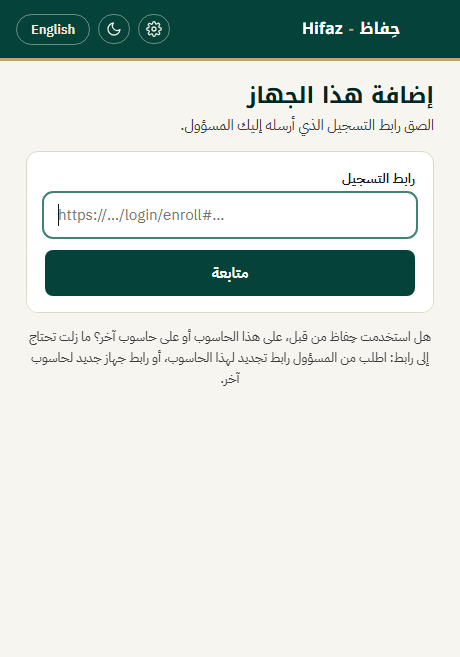 حِفاظ - Hifaz
English
إضافة هذا الجهاز
الصق رابط التسجيل الذي أرسله إليك المسؤول.
رابط التسجيل
https://.../login/enroll#...
متابعة
هل استخدمت حِفاظ من قبل، على هذا الحاسوب أو على حاسوب آخر؟ ما زلت تحتاج
إلى رابط: اطلب من المسؤول رابط تجديد لهذا الحاسوب، أو رابط جهاز جديد لحاسوب
آخر.